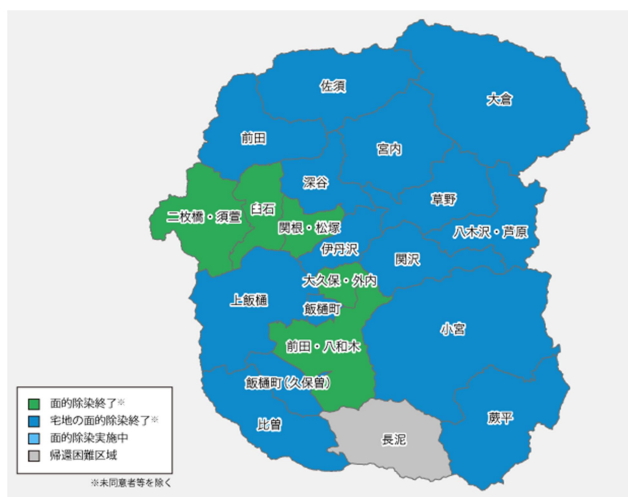 佐須
大倉
前田
宮内
深谷
草野
臼石
二枚橋・須萱
関根・松塚
八木沢・芦原
伊丹沢
関沢
大久保・外内
上飯樋
飯樋町
小宮
前田・八和木
飯樋町(久保曽)
比曽
蕨平
長泥
面的除染終了※
宅地の面的除染終了※
面的除染実施中
帰還困難区域
※未同意者等を除く